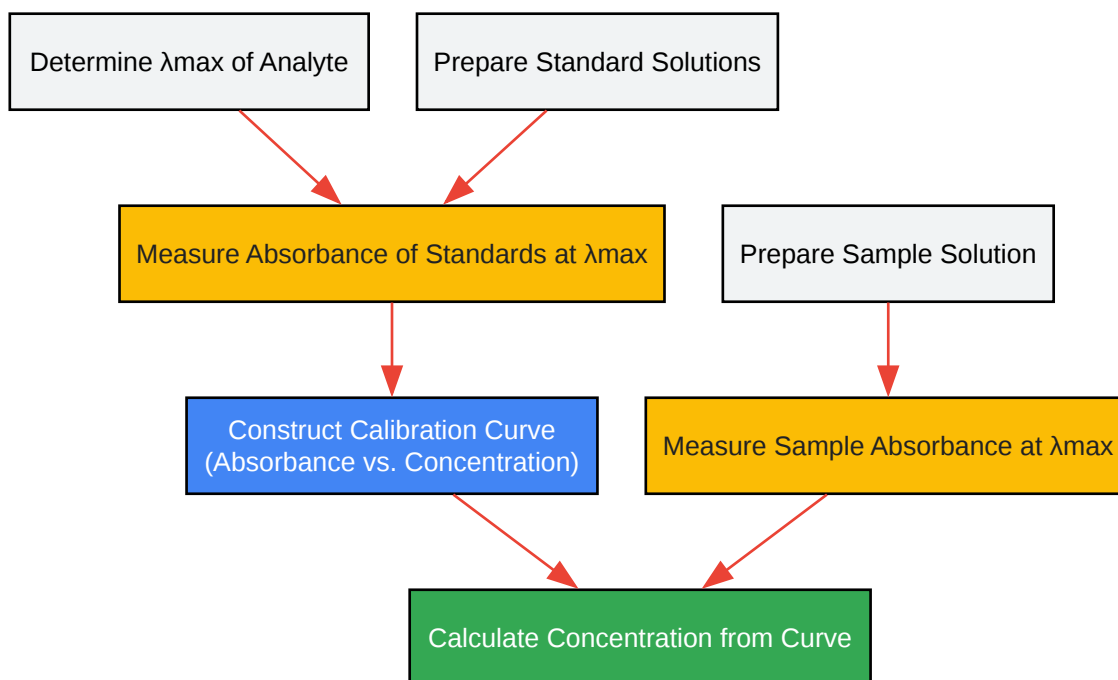 Determine λmax of Analyte
Prepare Standard Solutions
Measure Absorbance of Standards at λmax
Prepare Sample Solution
Construct Calibration Curve
(Absorbance vs. Concentration)
Measure Sample Absorbance at λmax
Calculate Concentration from Curve